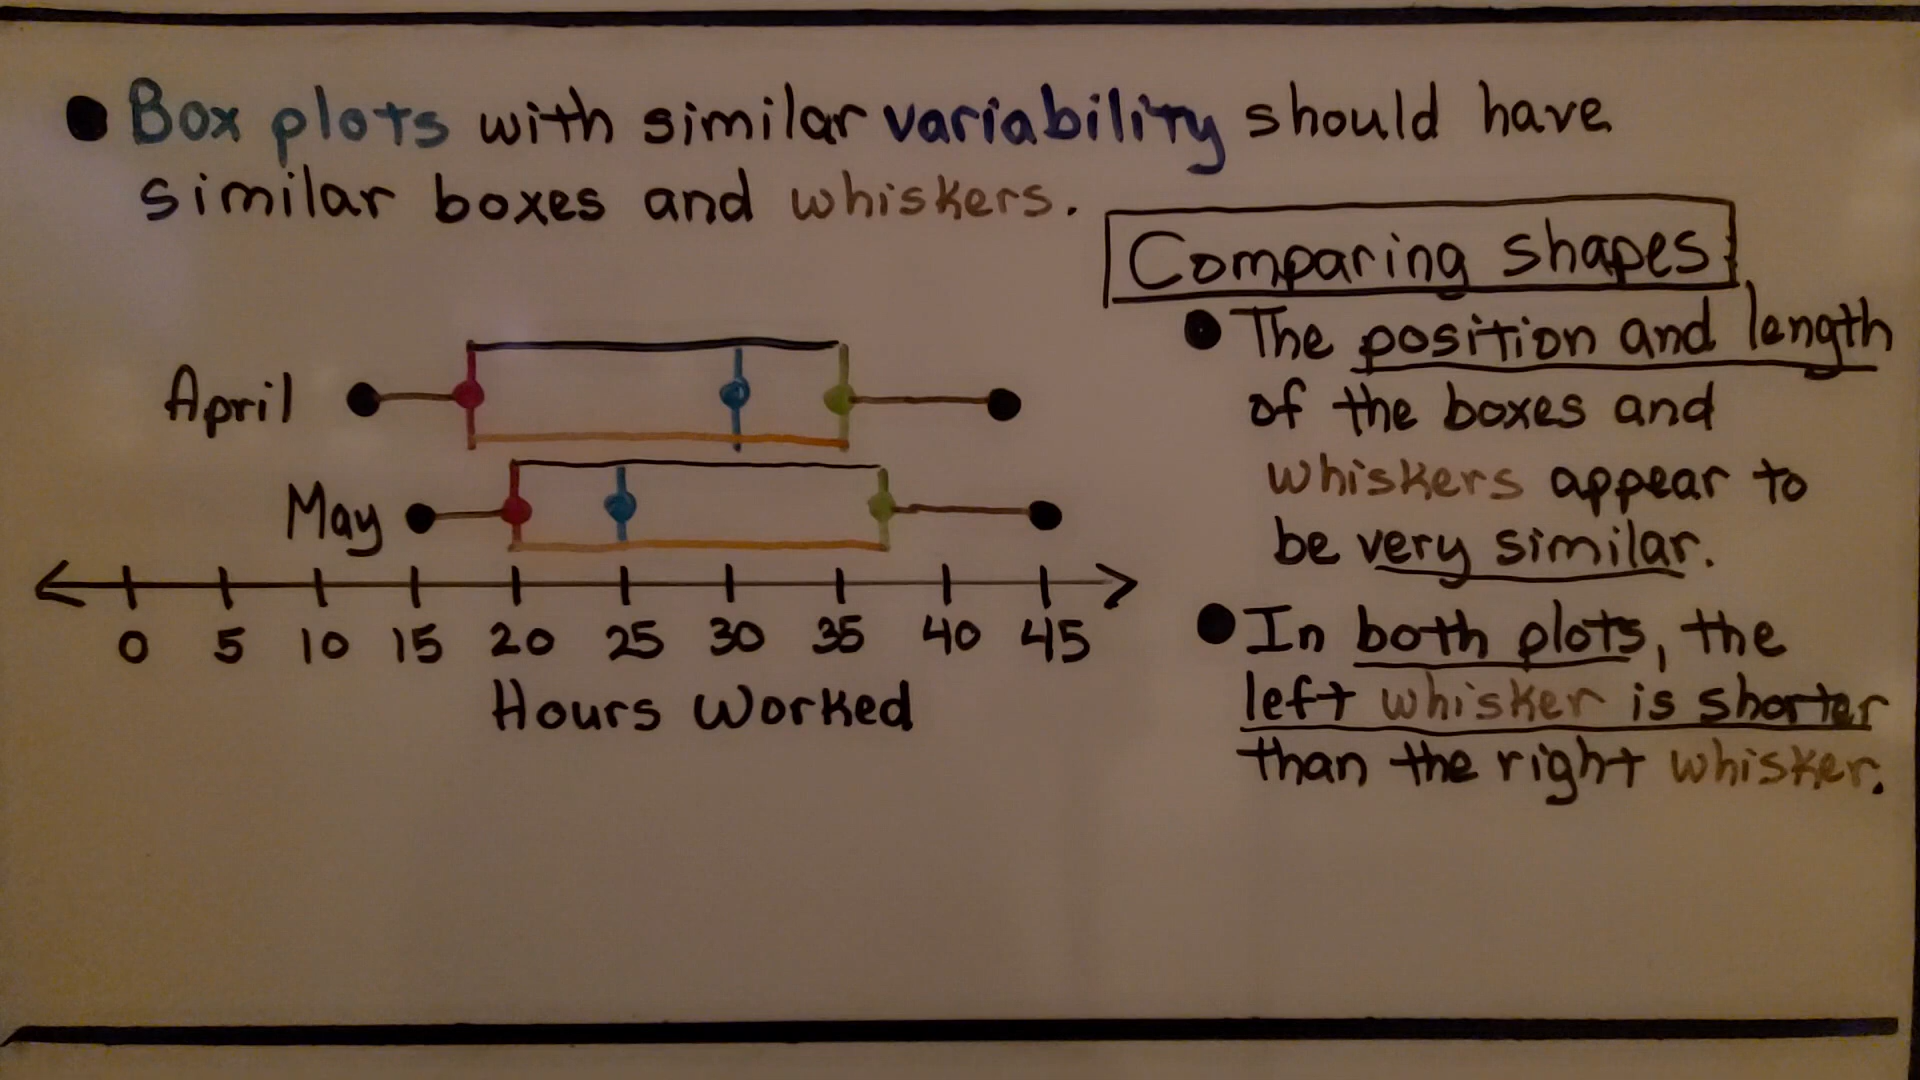 Box plots with similar variability should have
similar boxes and whiskers.
Comparing shapes
The position and length
of the boxes and
whiskers appear to
be very similar.
In both plots, the
left whisker is shorter
than the right whisker.
April
May
0 5 10 15 20 25 30 35 40 45
Hours Worked